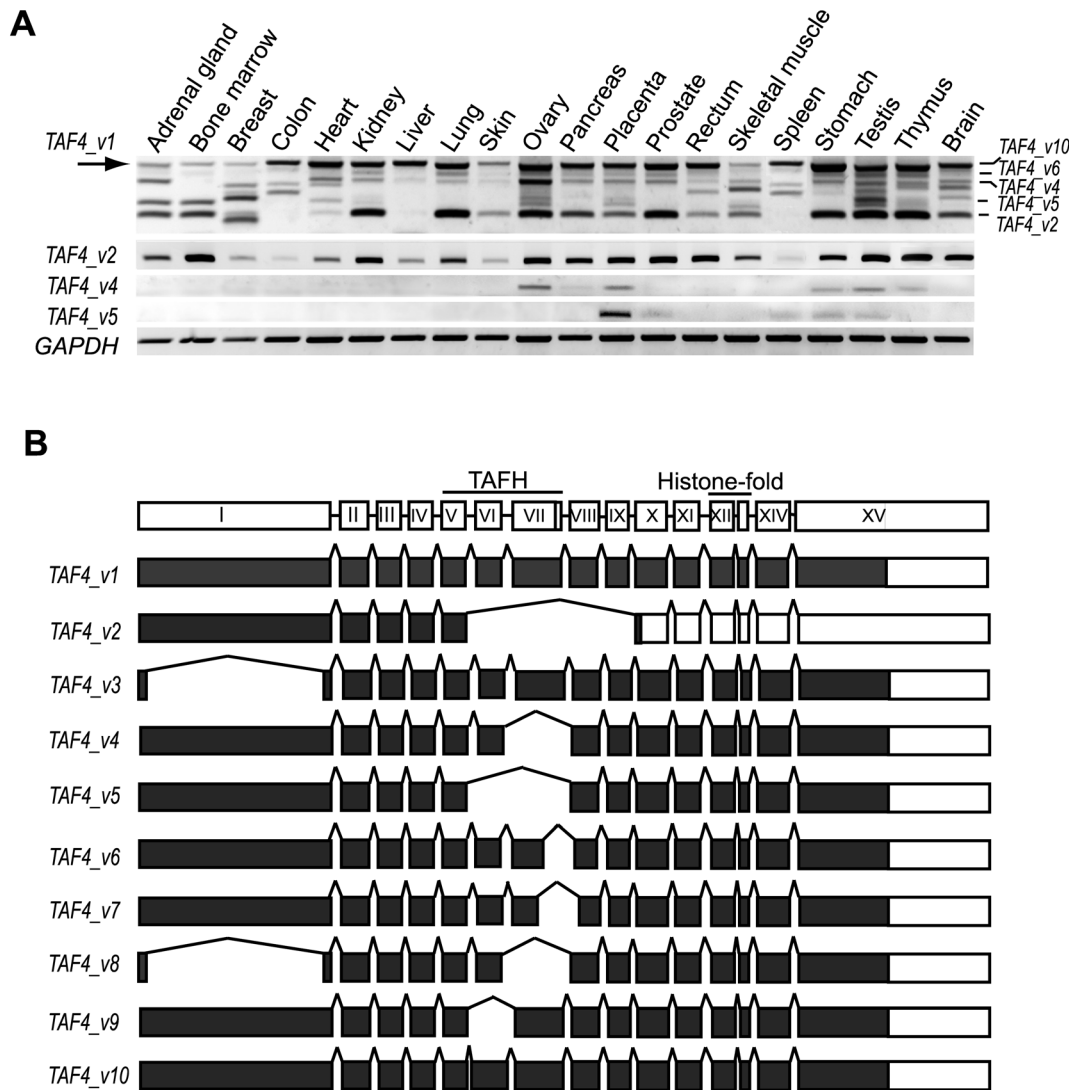 A
Adrenal gland
Bone marrow
Breast
Colon
Heart
Kidney
Liver
Lung
Skin
Ovary
Pancreas
Placenta
Prostate
Rectum
Skeletal muscle
Spleen
Stomach
Testis
Thymus
Brain
TAF4_v1
TAF4_v10
TAF4_v6
TAF4_v4
TAF4_v5
TAF4_v2
TAF4_v2
TAF4_v4
TAF4_v5
GAPDH
B
TAFH Histone-fold
I II III IV V VI VII VIII IX X XI XII XIV XV
TAF4_v1
TAF4_v2
TAF4_v3
TAF4_v4
TAF4_v5
TAF4_v6
TAF4_v7
TAF4_v8
TAF4_v9
TAF4_v10